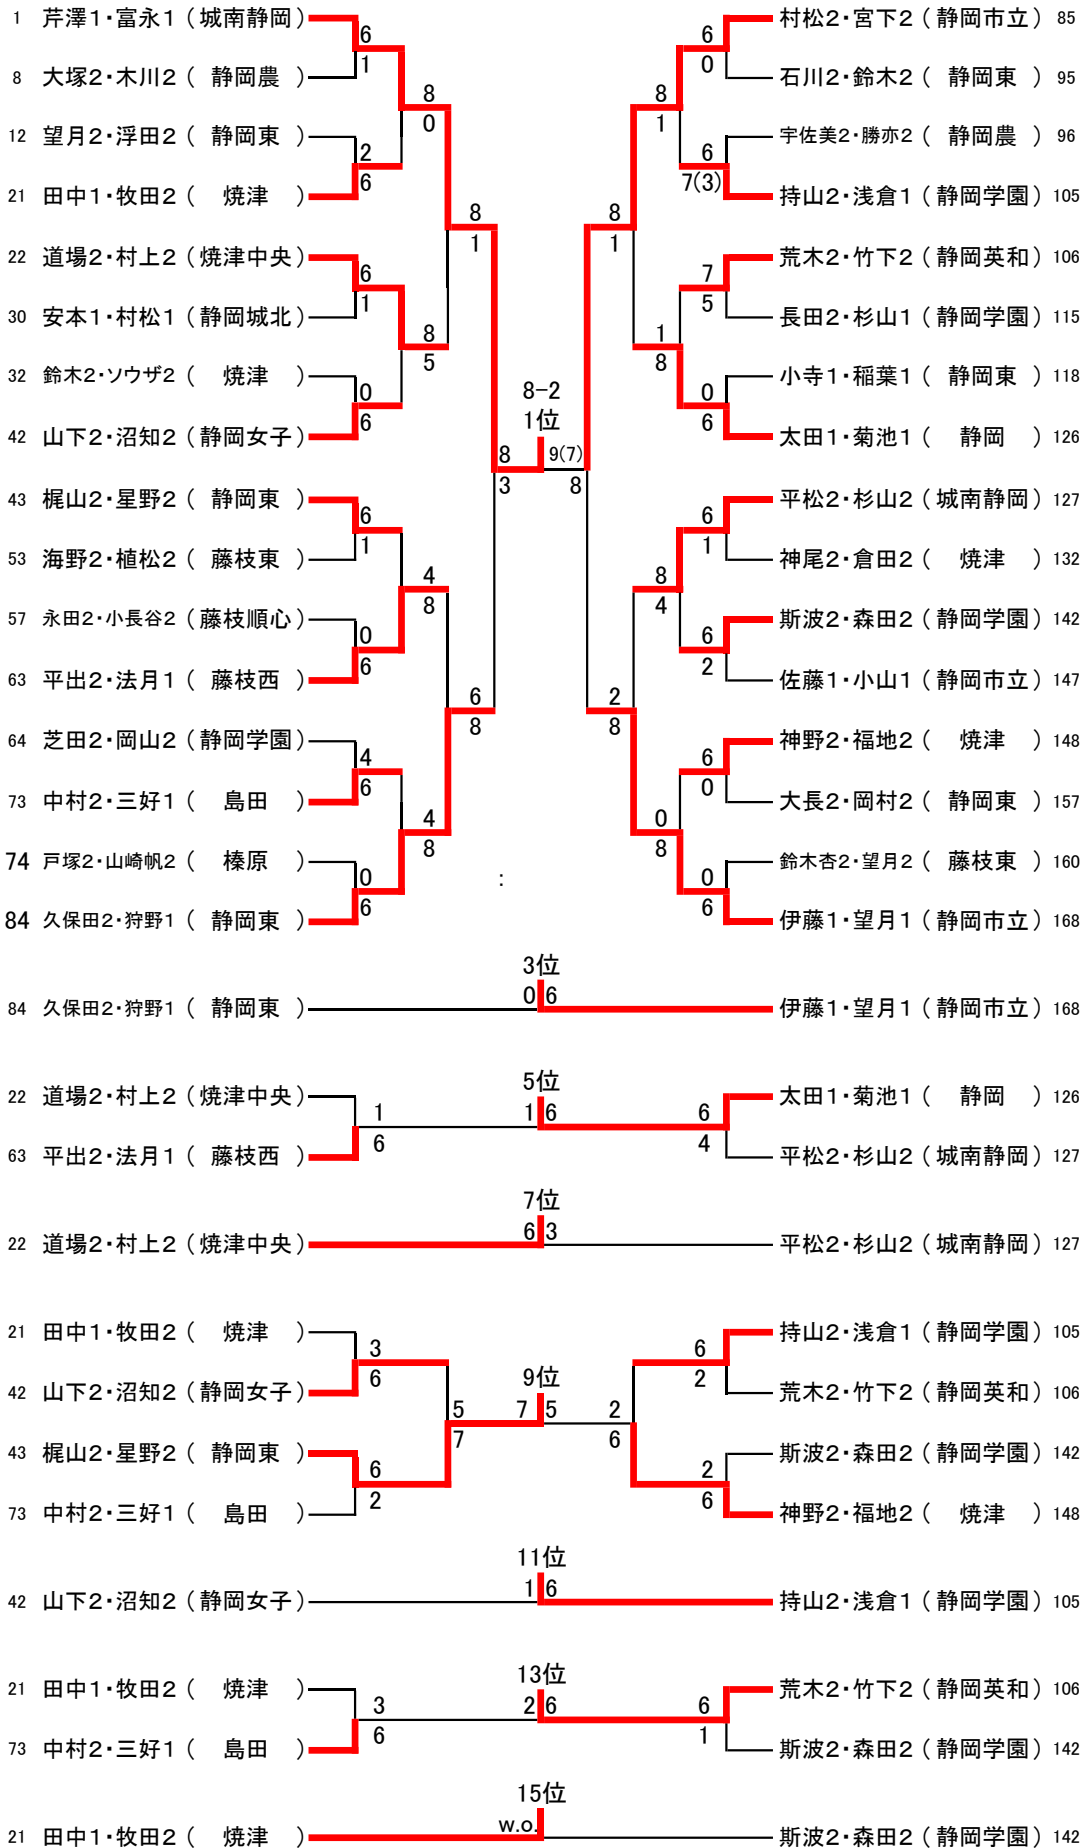 1 芹澤1・富永1 ( 城南静岡 ) 村松2・宮下2 ( 静岡市立 ) 85
6 6
1 0
8 大塚2・木川2 ( 静岡農 ) 石川2・鈴木2 ( 静岡東 ) 95
8 8
0 1
12 望月2・浮田2 ( 静岡東 ) 宇佐美2・勝亦2 ( 静岡農 ) 96
2 6
6 7(3)
21 田中1・牧田2 ( 焼津 ) 持山2・浅倉1 ( 静岡学園 ) 105
8 8
1 1
22 道場2・村上2 ( 焼津中央 ) 荒木2・竹下2 ( 静岡英和 ) 106
6 7
1 5
30 安本1・村松1 ( 静岡城北 ) 長田2・杉山1 ( 静岡学園 ) 115
8 1
5 8
32 鈴木2・ソウザ2 ( 焼津 ) 小寺1・稲葉1 ( 静岡東 ) 118
0 8-2 0
6 1位 6
42 山下2・沼知2 ( 静岡女子 ) 太田1・菊池1 ( 静岡 ) 126
8 9(7)
3 8
43 梶山2・星野2 ( 静岡東 ) 平松2・杉山2 ( 城南静岡 ) 127
6 6
1 1
53 海野2・植松2 ( 藤枝東 ) 神尾2・倉田2 ( 焼津 ) 132
4 8
8 4
57 永田2・小長谷2 ( 藤枝順心 ) 斯波2・森田2 ( 静岡学園 ) 142
0 6
6 2
63 平出2・法月1 ( 藤枝西 ) 佐藤1・小山1 ( 静岡市立 ) 147
6 2
8 8
64 芝田2・岡山2 ( 静岡学園 ) 神野2・福地2 ( 焼津 ) 148
4 6
6 0
73 中村2・三好1 ( 島田 ) 大長2・岡村2 ( 静岡東 ) 157
4 0
8 8
74 戸塚2・山崎帆2 ( 榛原 ) 鈴木杏2・望月2 ( 藤枝東 ) 160
0 : 0
6 6
84 久保田2・狩野1 ( 静岡東 ) 伊藤1・望月1 ( 静岡市立 ) 168
3位
0 6
84 久保田2・狩野1 ( 静岡東 ) 伊藤1・望月1 ( 静岡市立 ) 168
5位
22 道場2・村上2 ( 焼津中央 ) 太田1・菊池1 ( 静岡 ) 126
1 1 6 6
6 4
63 平出2・法月1 ( 藤枝西 ) 平松2・杉山2 ( 城南静岡 ) 127
7位
6 3
22 道場2・村上2 ( 焼津中央 ) 平松2・杉山2 ( 城南静岡 ) 127
21 田中1・牧田2 ( 焼津 ) 持山2・浅倉1 ( 静岡学園 ) 105
3 6
6 9位 2
42 山下2・沼知2 ( 静岡女子 ) 荒木2・竹下2 ( 静岡英和 ) 106
5 7 5 2
7 6
43 梶山2・星野2 ( 静岡東 ) 斯波2・森田2 ( 静岡学園 ) 142
6 2
2 6
73 中村2・三好1 ( 島田 ) 神野2・福地2 ( 焼津 ) 148
11位
1 6
42 山下2・沼知2 ( 静岡女子 ) 持山2・浅倉1 ( 静岡学園 ) 105
13位
21 田中1・牧田2 ( 焼津 ) 荒木2・竹下2 ( 静岡英和 ) 106
3 2 6 6
6 1
73 中村2・三好1 ( 島田 ) 斯波2・森田2 ( 静岡学園 ) 142
15位
w.o.
21 田中1・牧田2 ( 焼津 ) 斯波2・森田2 ( 静岡学園 ) 142